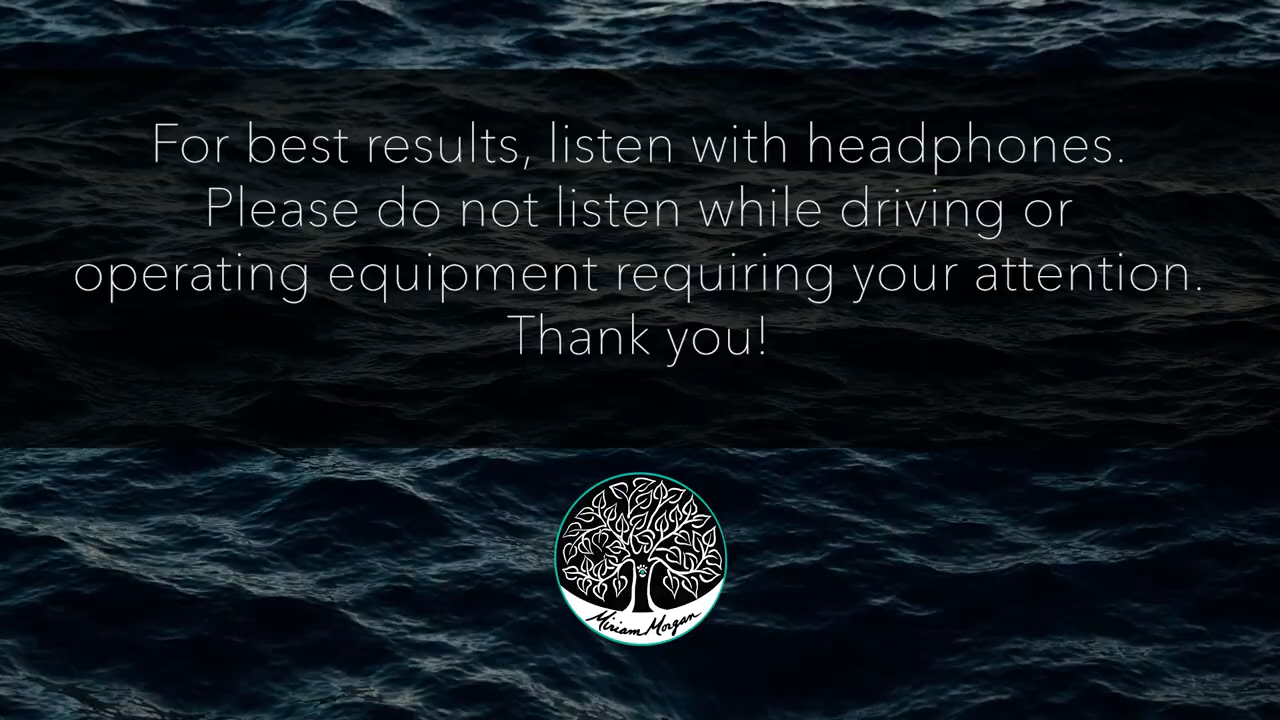 For best results, listen with headphones.
Please do not listen while driving or
operating equipment requiring your attention.
Thank you!
Miriam Morgan